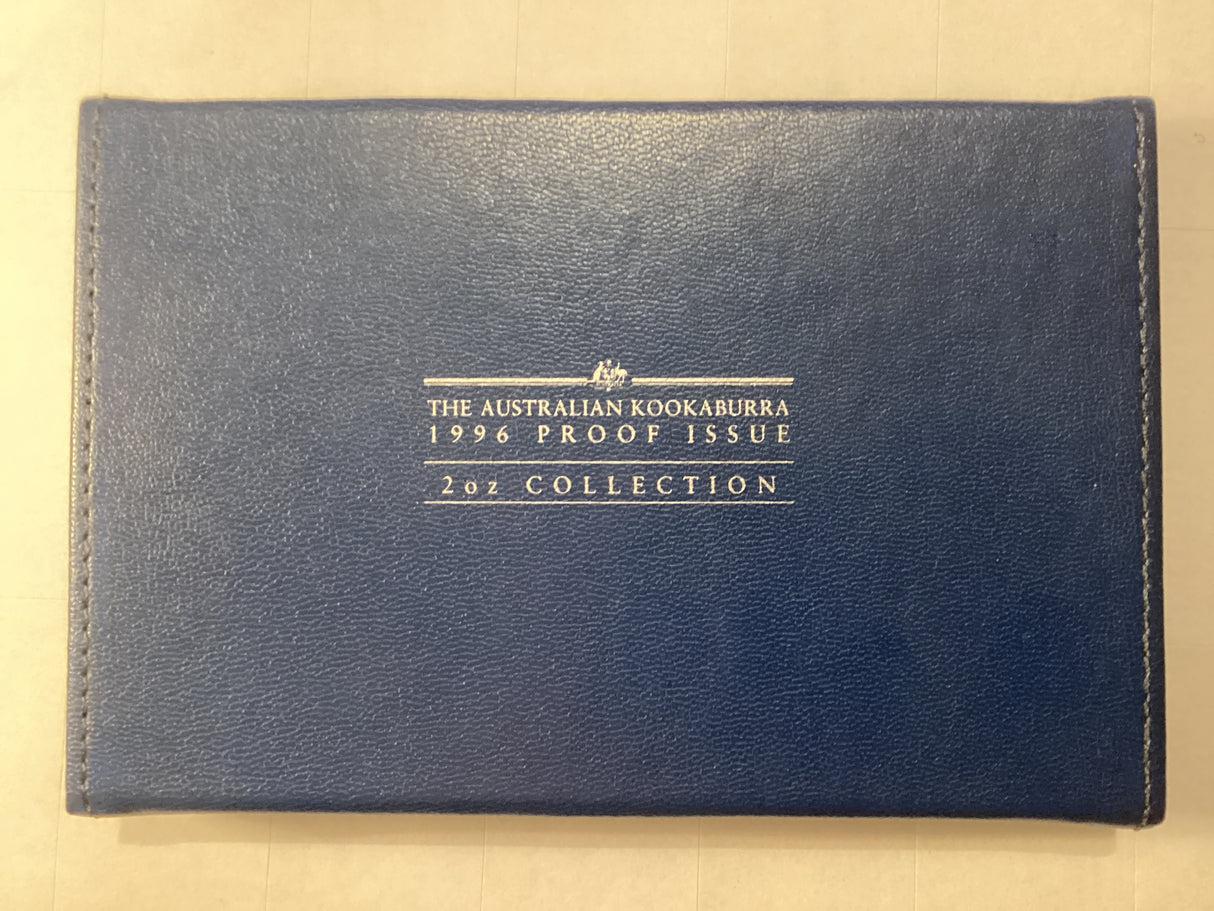 THE AUSTRALIAN KOOKABURRA
1996 PROOF ISSUE
2oz COLLECTION